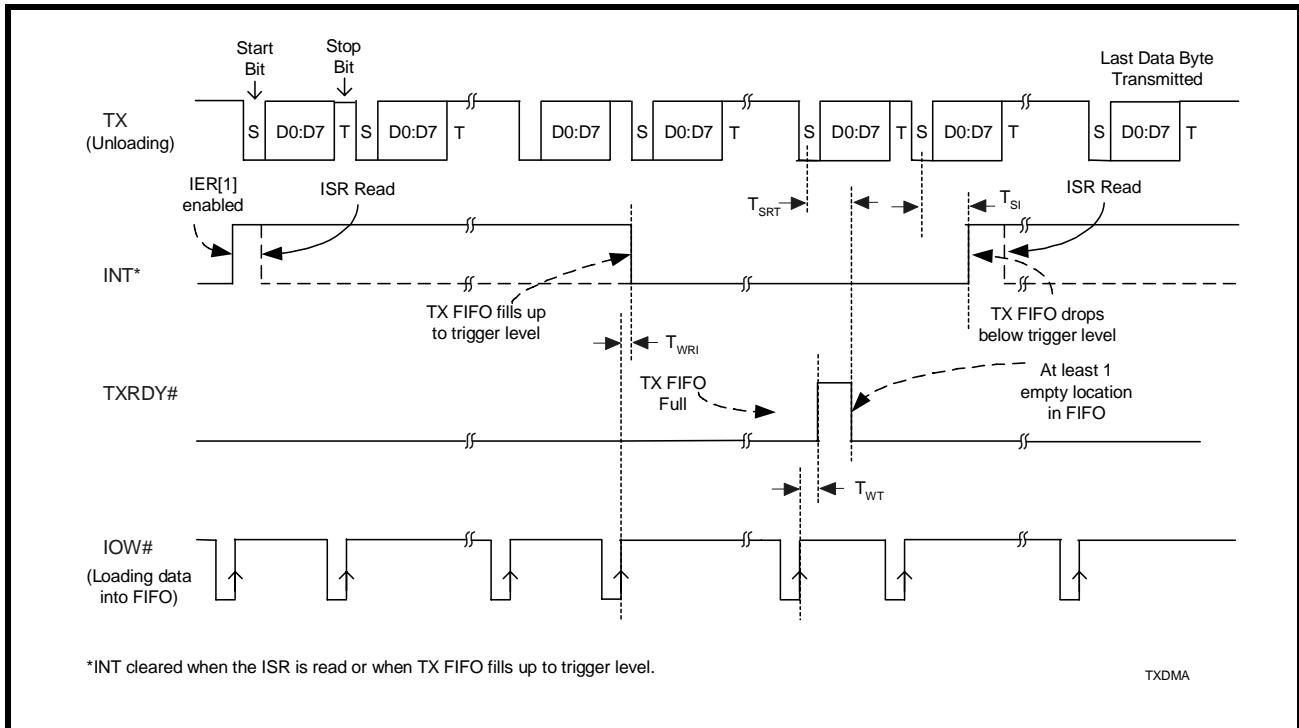 Start
Bit
Stop
Bit
Last Data Byte
Transmitted
TX
(Unloading)
S D0:D7 T S D0:D7 T D0:D7 S D0:D7 T S D0:D7 T S D0:D7 T S D0:D7 T
IER[1]
enabled
ISR Read
TSRT
TSI
ISR Read
INT*
TX FIFO fills up
to trigger level
TX FIFO drops
below trigger level
TWRI
TXRDY#
TX FIFO
Full
At least 1
empty location
in FIFO
TWT
IOW#
(Loading data
into FIFO)
*INT cleared when the ISR is read or when TX FIFO fills up to trigger level.
TXDMA